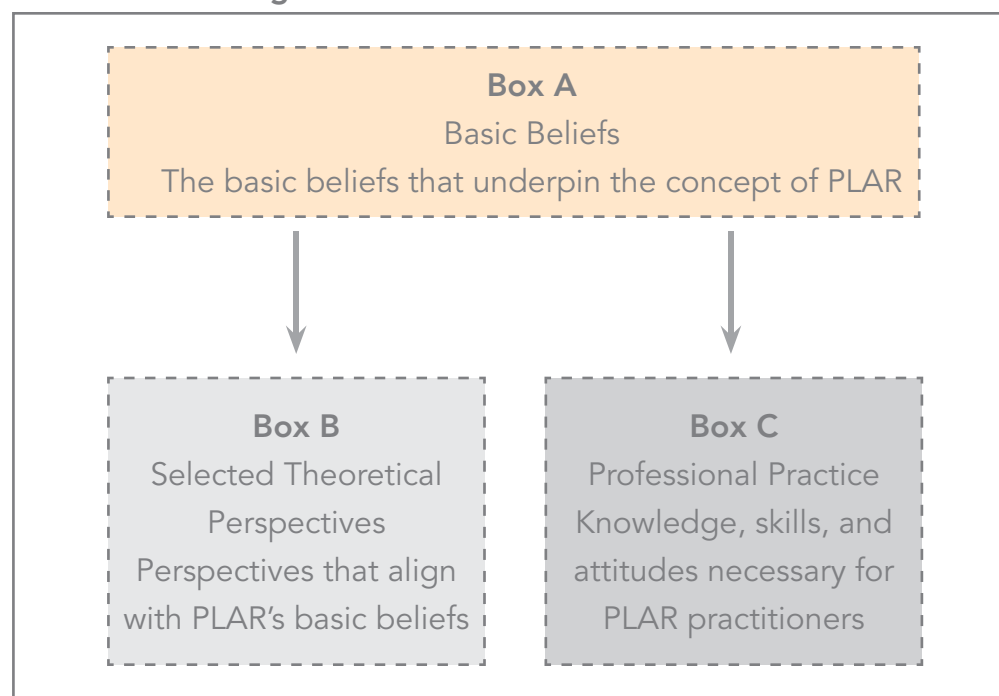 Box A
Basic Beliefs
The basic beliefs that underpin the concept of PLAR
Box B
Selected Theoretical
Perspectives
Perspectives that align
with PLAR's basic beliefs
Box C
Professional Practice
Knowledge, skills, and
attitudes necessary for
PLAR practitioners